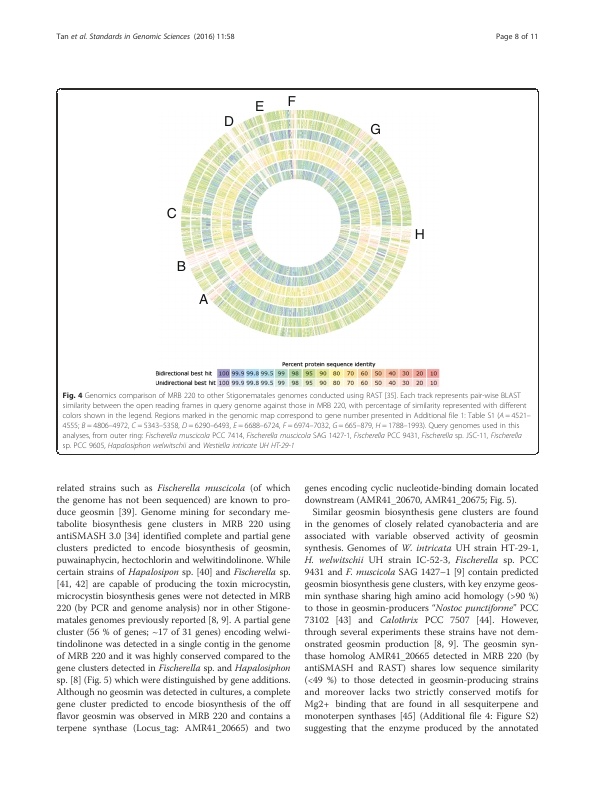 Tan et al. Standards in Genomic Sciences (2016) 11:58
Page 8 of 11
F
E
D
G
C
H
B
A
Percent protein sequence identity
Bidirectional best hit 100 99.9 99.8 99.5 99 98 95 90 80 70 60 50 40 30 20 10
Unidirectional best hit 100 99.9 99.8 99.5 99 98 95 90 80 70 60 50 40 30 20 10
Fig. 4 Genomics comparison of MRB 220 to other Stigonematales genomes conducted using RAST [35]. Each track represents pair-wise BLAST
similarity between the open reading frames in query genome against those in MRB 220, with percentage of similarity represented with different
colors shown in the legend. Regions marked in the genomic map correspond to gene number presented in Additional file 1: Table S1 (A = 4521–
4555; B = 4806–4972, C = 5343–5358, D = 6290–6493, E = 6688–6724, F = 6974–7032, G = 665–879, H = 1788–1993). Query genomes used in this
analyses, from outer ring: Fischerella muscicola PCC 7414, Fischerella muscicola SAG 1427-1, Fischerella PCC 9431, Fischerella sp. JSC-11, Fischerella
sp. PCC 9605, Hapalosiphon welwitschii and Westiella intricate UH HT-29-1
related strains such as Fischerella muscicola (of which
the genome has not been sequenced) are known to pro-
duce geosmin [39]. Genome mining for secondary me-
tabolite biosynthesis gene clusters in MRB 220 using
antiSMASH 3.0 [34] identified complete and partial gene
clusters predicted to encode biosynthesis of geosmin,
puwainaphycin, hectochlorin and welwitindolinone. While
certain strains of Hapalosipon sp. [40] and Fischerella sp.
[41, 42] are capable of producing the toxin microcystin,
microcystin biosynthesis genes were not detected in MRB
220 (by PCR and genome analysis) nor in other Stigone-
matales genomes previously reported [8, 9]. A partial gene
cluster (56 % of genes; ~17 of 31 genes) encoding welwi-
tindolinone was detected in a single contig in the genome
of MRB 220 and it was highly conserved compared to the
gene clusters detected in Fischerella sp. and Hapalosiphon
sp. [8] (Fig. 5) which were distinguished by gene additions.
Although no geosmin was detected in cultures, a complete
gene cluster predicted to encode biosynthesis of the off
flavor geosmin was observed in MRB 220 and contains a
terpene synthase (Locus_tag: AMR41_20665) and two
genes encoding cyclic nucleotide-binding domain located
downstream (AMR41_20670, AMR41_20675; Fig. 5).
Similar geosmin biosynthesis gene clusters are found
in the genomes of closely related cyanobacteria and are
associated with variable observed activity of geosmin
synthesis. Genomes of W. intricata UH strain HT-29-1,
H. welwitschii UH strain IC-52-3, Fischerella sp. PCC
9431 and F. muscicola SAG 1427–1 [9] contain predicted
geosmin biosynthesis gene clusters, with key enzyme geos-
min synthase sharing high amino acid homology (>90 %)
to those in geosmin-producers "Nostoc punctiforme" PCC
73102 [43] and Calothrix PCC 7507 [44]. However,
through several experiments these strains have not dem-
onstrated geosmin production [8, 9]. The geosmin syn-
thase homolog AMR41_20665 detected in MRB 220 (by
antiSMASH and RAST) shares low sequence similarity
(<49 %) to those detected in geosmin-producing strains
and moreover lacks two strictly conserved motifs for
Mg2+ binding that are found in all sesquiterpene and
monoterpen synthases [45] (Additional file 4: Figure S2)
suggesting that the enzyme produced by the annotated